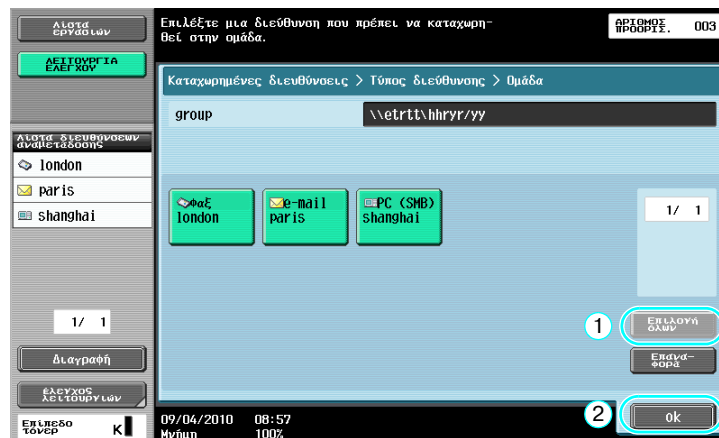 Λίστα
εργασιών
ΛΕΙΤΟΥΡΓΙΑ
ΕΛΕΓΧΟΥ
Λίστα διευθύνσεων
αναμετάδοσης
london
paris
shanghai
1/ 1
Διαγραφή
έλεγχος
λειτουργιών
Επίπεδο
τόνερ
K
Επιλέξτε μια διεύθυνση που πρέπει να καταχωρη-
θεί στην ομάδα.
ΑΡΙΘΜΟΣ
ΠΡΟΟΡΙΣ.
003
Καταχωρημένες διευθύνσεις > Τύπος διεύθυνσης > Ομάδα
group
\\etrtt\hhryr/yy
Φαξ
london
e-mail
paris
PC (SMB)
shanghai
1/ 1
1
Επιλογή
όλων
Επανα-
φορά
2
ok
09/04/2010 08:57
Μνήμη 100%